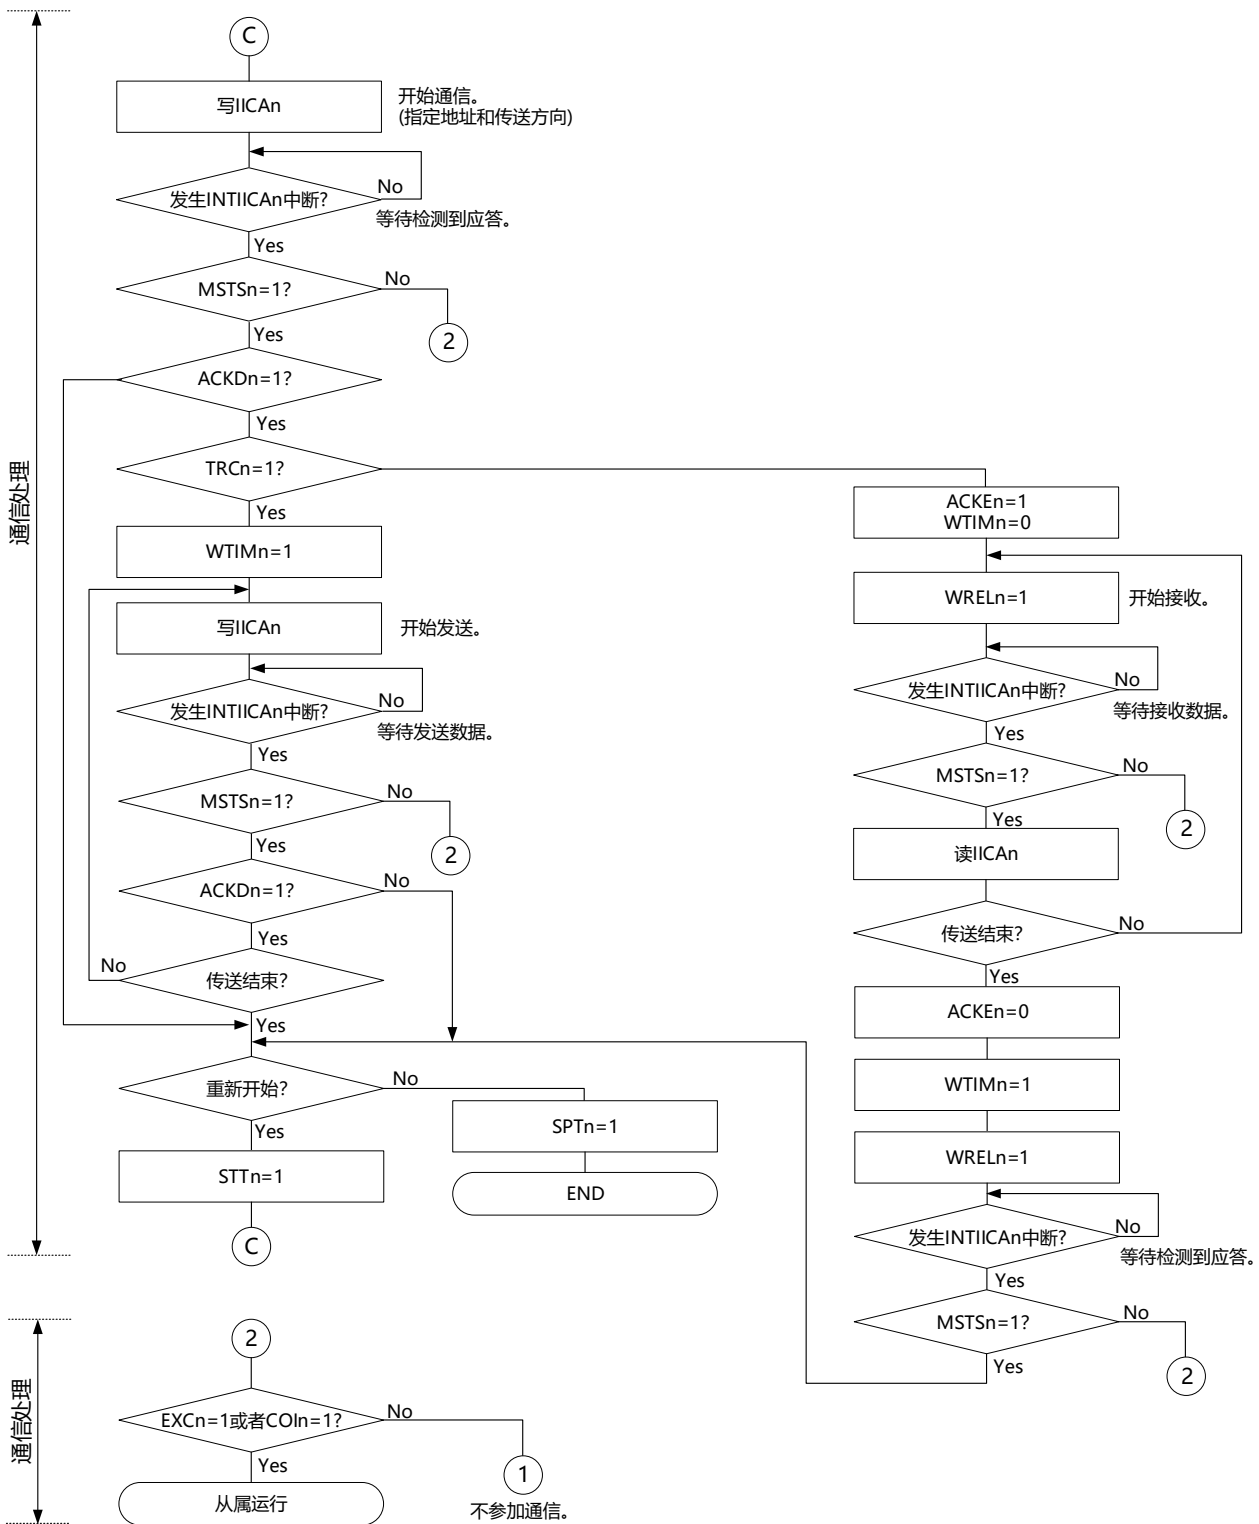 C
写IICAn
开始通信。
(指定地址和传送方向)
发生INTIICAn中断?
No
等待检测到应答。
Yes
MSTSn=1?
No
2
Yes
ACKDn=1?
Yes
TRCn=1?
Yes
WTIMn=1
写IICAn
开始发送。
发生INTIICAn中断?
No
等待发送数据。
Yes
MSTSn=1?
No
2
Yes
ACKDn=1?
No
Yes
传送结束?
No
Yes
重新开始?
No
Yes
STTn=1
C
SPTn=1
END
ACKEn=1
WTIMn=0
WRELn=1
开始接收。
发生INTIICAn中断?
No
等待接收数据。
Yes
MSTSn=1?
No
2
Yes
读IICAn
传送结束?
No
Yes
ACKEn=0
WTIMn=1
WRELn=1
发生INTIICAn中断?
No
等待检测到应答。
Yes
MSTSn=1?
No
2
Yes
通信处理
2
EXCn=1或者COIn=1?
No
1
不参加通信。
Yes
从属运行
通信处理